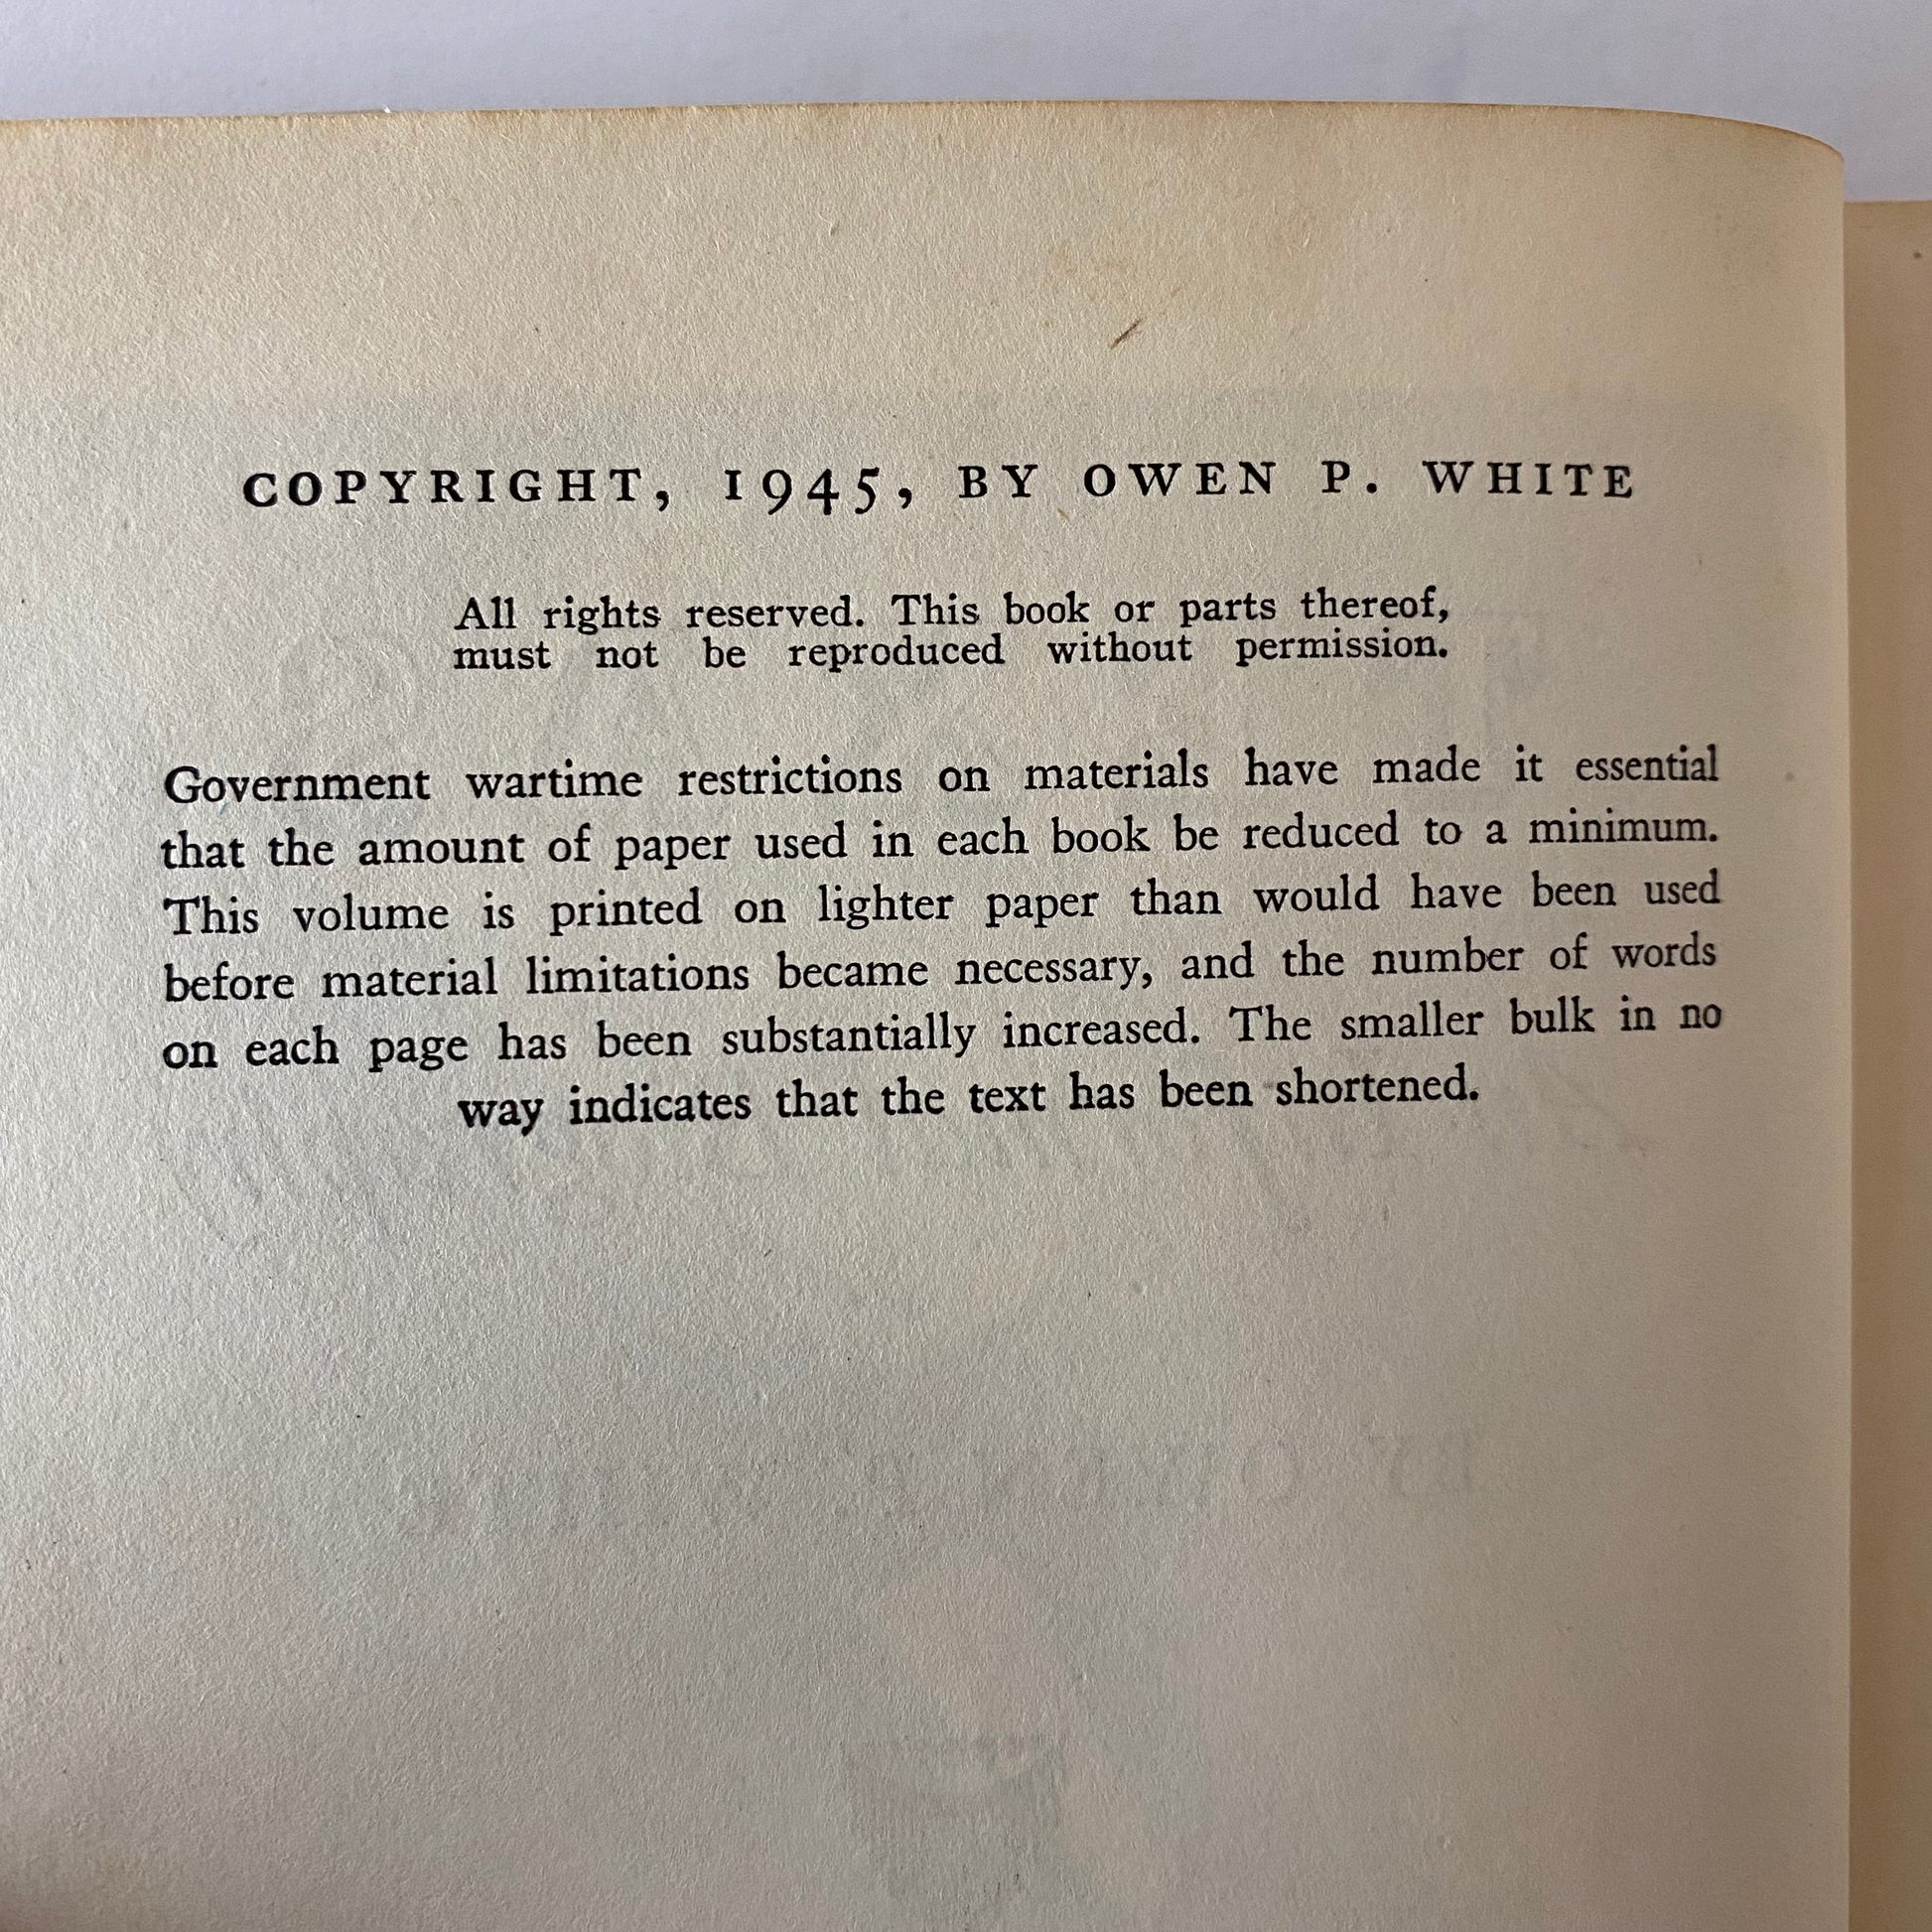 COPYRIGHT, 1945, BY OWEN P. WHITE
All rights reserved. This book or parts thereof,
must not be reproduced without permission.
Government wartime restrictions on materials have made it essential
that the amount of paper used in each book be reduced to a minimum.
This volume is printed on lighter paper than would have been used
before material limitations became necessary, and the number of words
on each page has been substantially increased. The smaller bulk in no
way indicates that the text has been shortened.